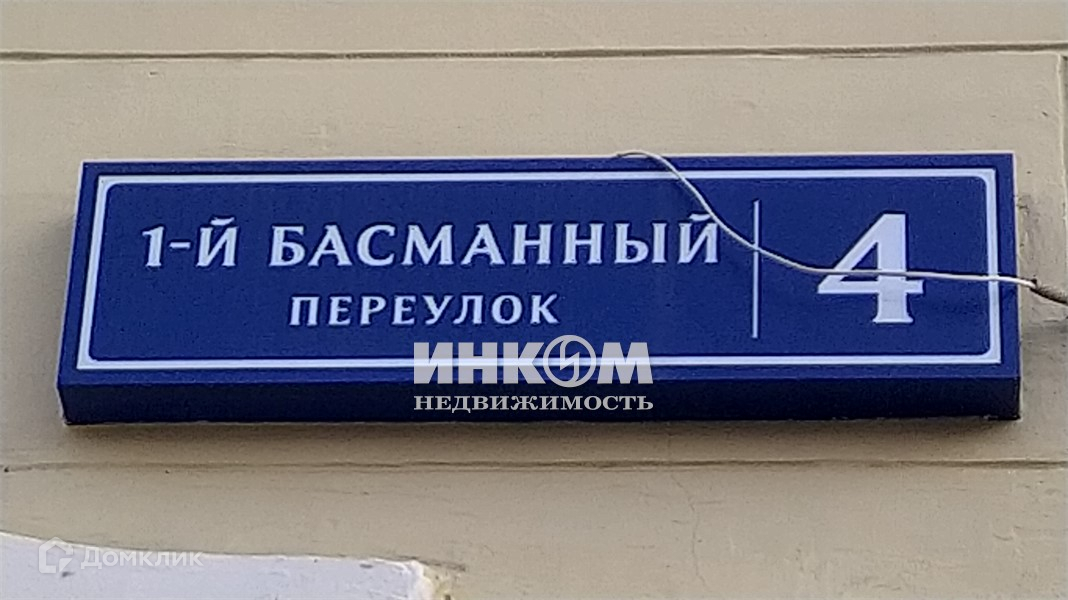 1-Й БАСМАННЫЙ
ПЕРЕУЛОК
4
ИНКОМ
НЕДВИЖИМОСТЬ
Домклик